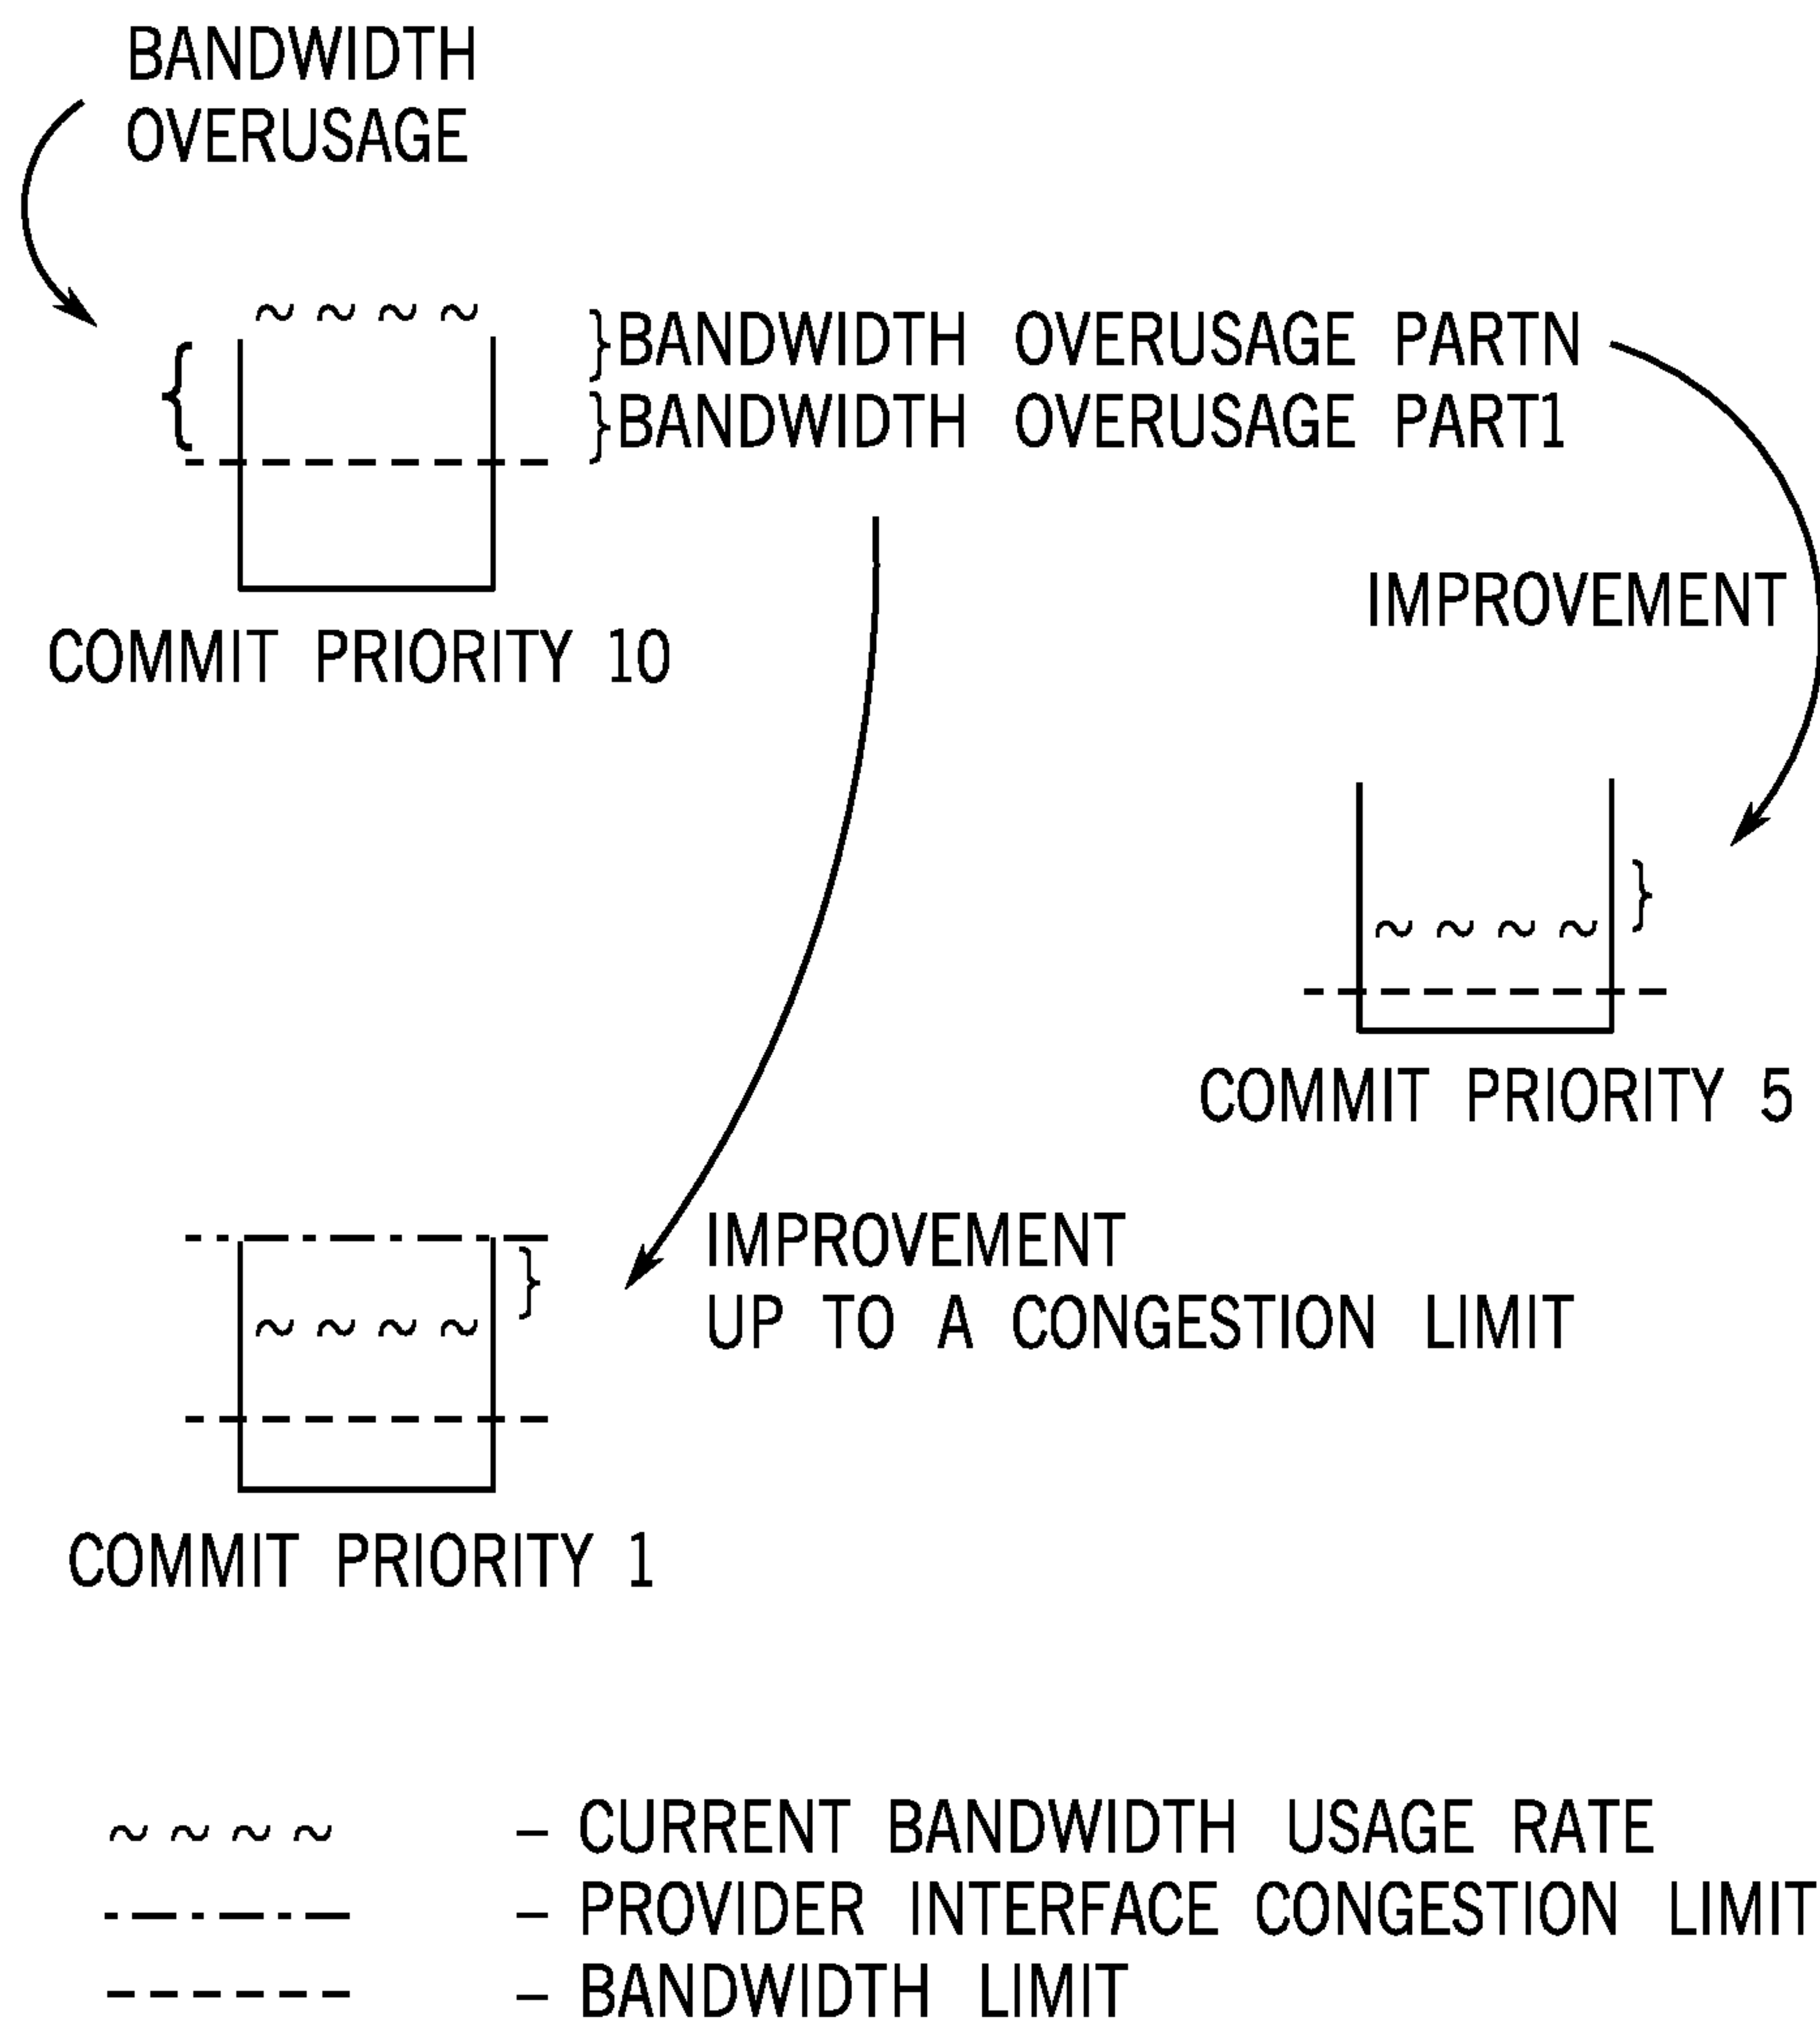 BANDWIDTH
OVERUSAGE
}BANDWIDTH OVERUSAGE PARTN
}BANDWIDTH OVERUSAGE PART1
COMMIT PRIORITY 10
IMPROVEMENT
COMMIT PRIORITY 5
IMPROVEMENT
UP TO A CONGESTION LIMIT
COMMIT PRIORITY 1
~ ~ ~ ~ – CURRENT BANDWIDTH USAGE RATE
– PROVIDER INTERFACE CONGESTION LIMIT
– BANDWIDTH LIMIT